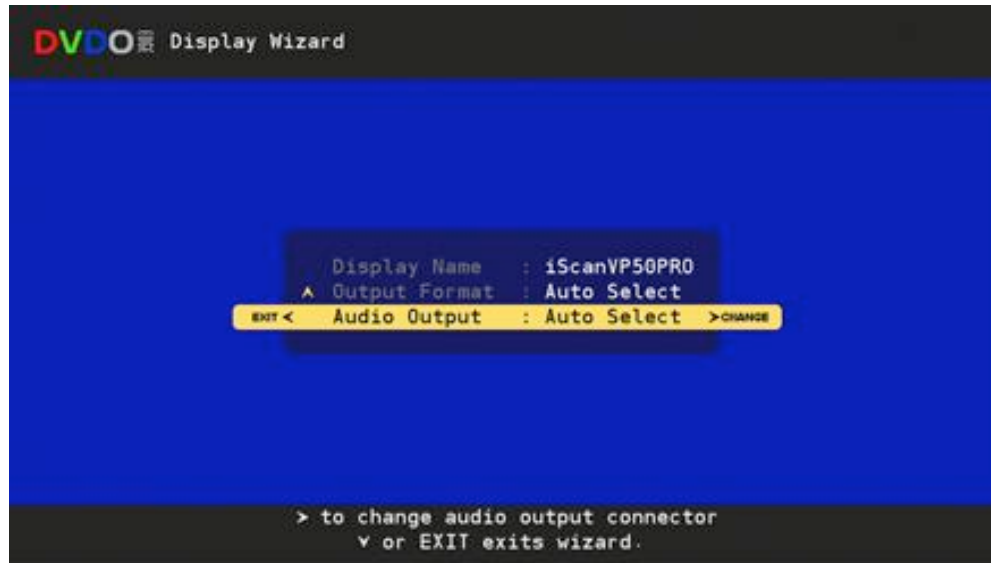 DVDO Display Wizard
Display Name : iScanVP50PRO
^ Output Format : Auto Select
EXIT < Audio Output : Auto Select > CHANGE
> to change audio output connector
v or EXIT exits wizard.